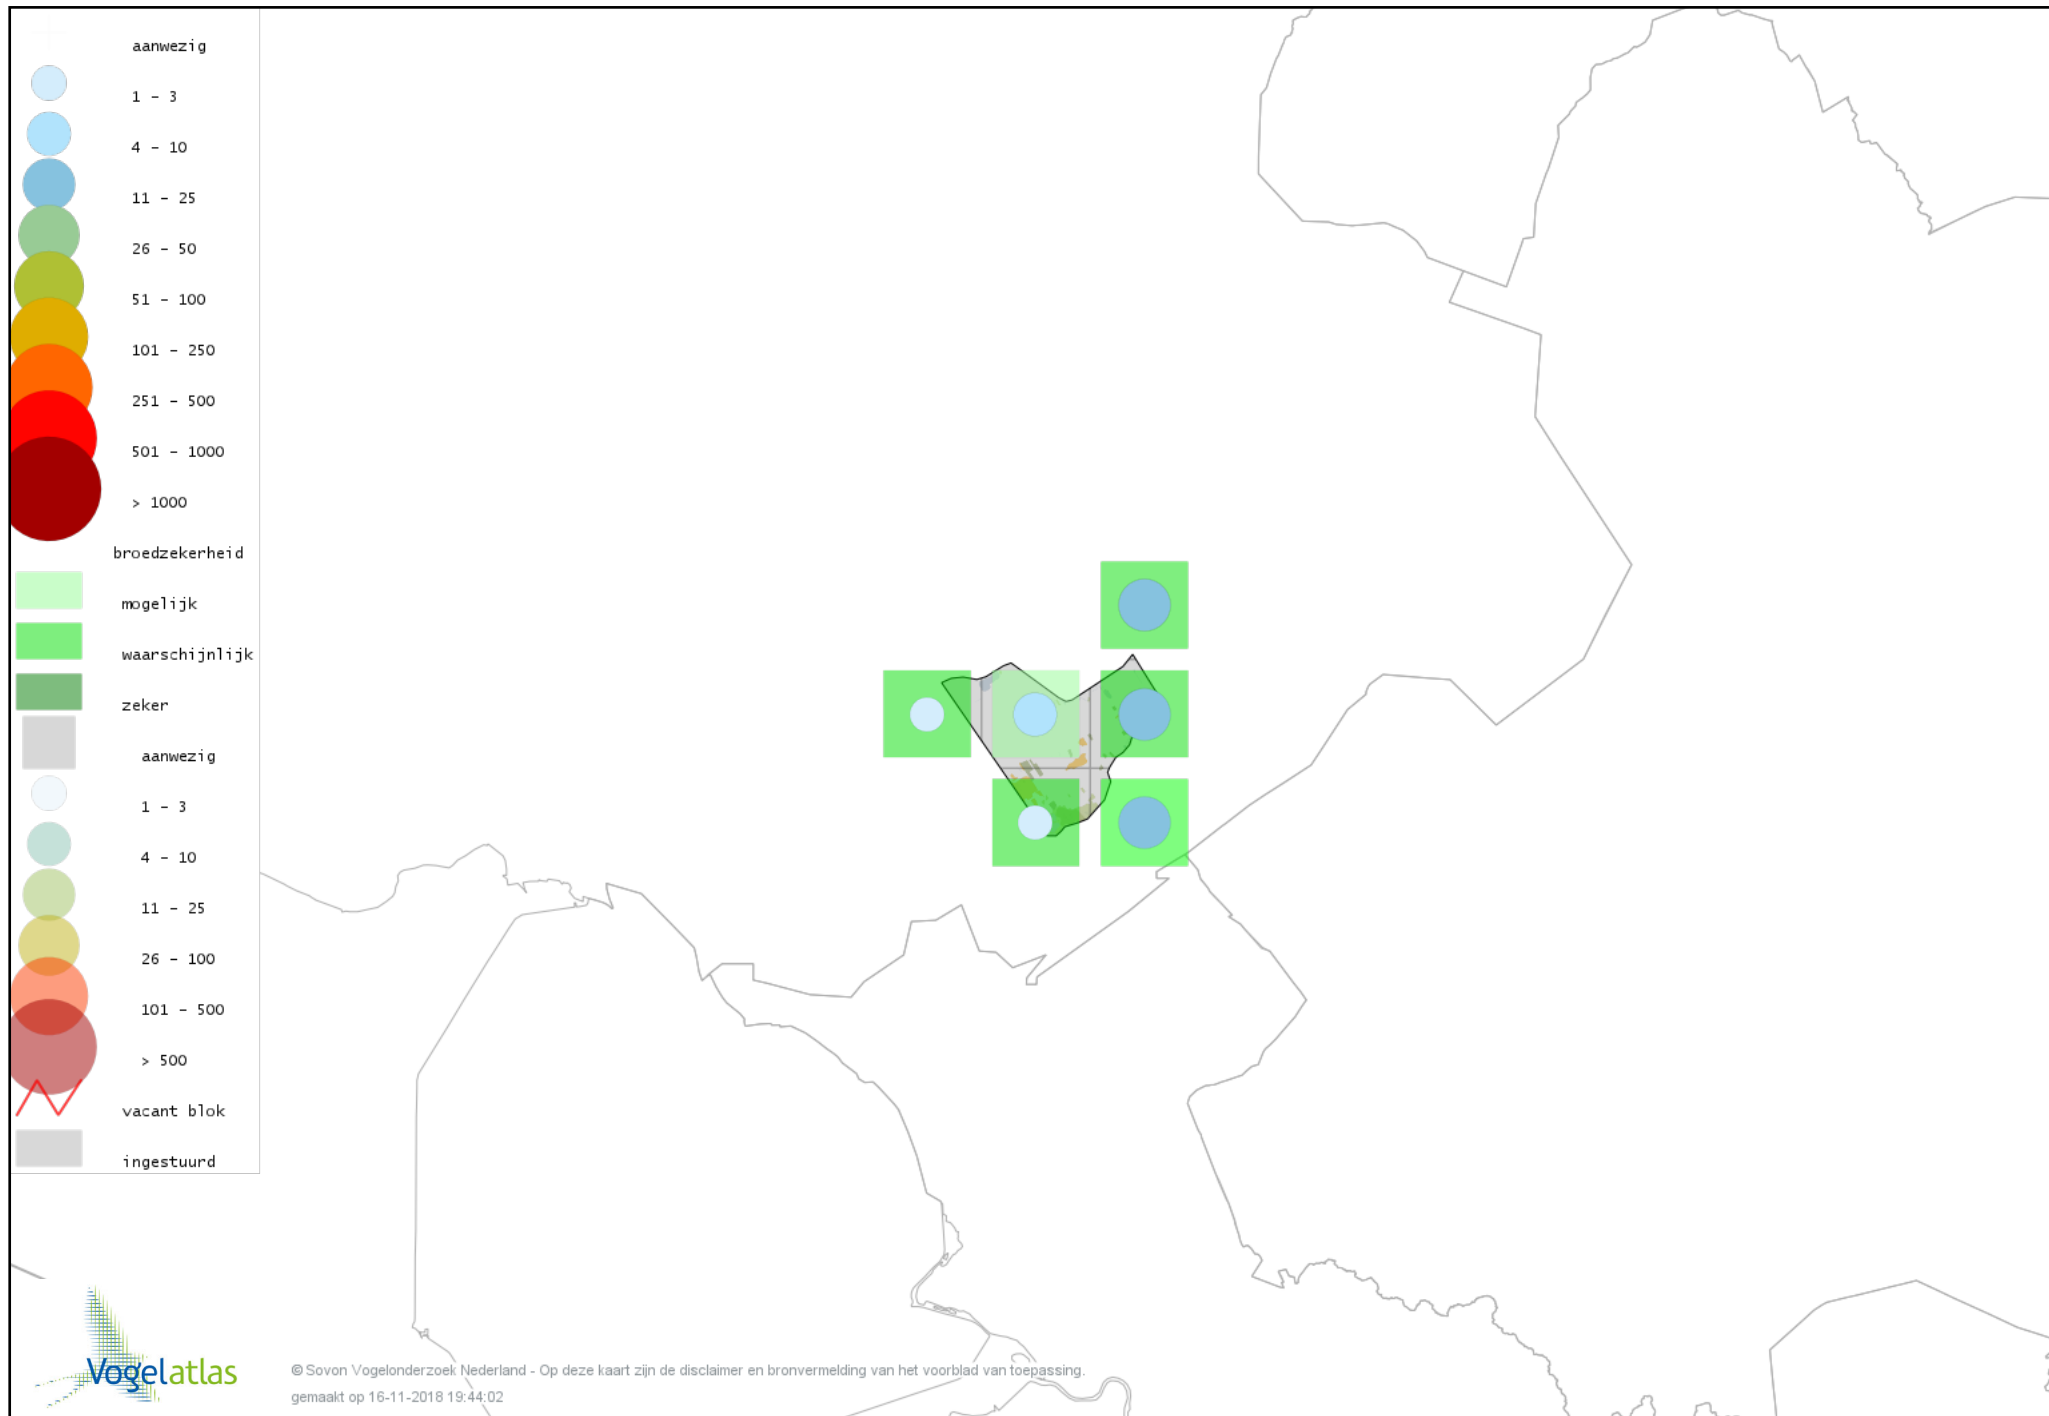 aanwezig
1 - 3
4 - 10
11 - 25
26 - 50
51 - 100
101 - 250
251 - 500
501 - 1000
> 1000
broedzekerheid
mogelijk
waarschijnlijk
zeker
aanwezig
1 - 3
4 - 10
11 - 25
26 - 100
101 - 500
> 500
vacant blok
ingestuurd
Vogelatlas
© Sovon Vogelonderzoek Nederland - Op deze kaart zijn de disclaimer en bronvermelding van het voorblad van toepassing.
gemaakt op 16-11-2018 19:44:02